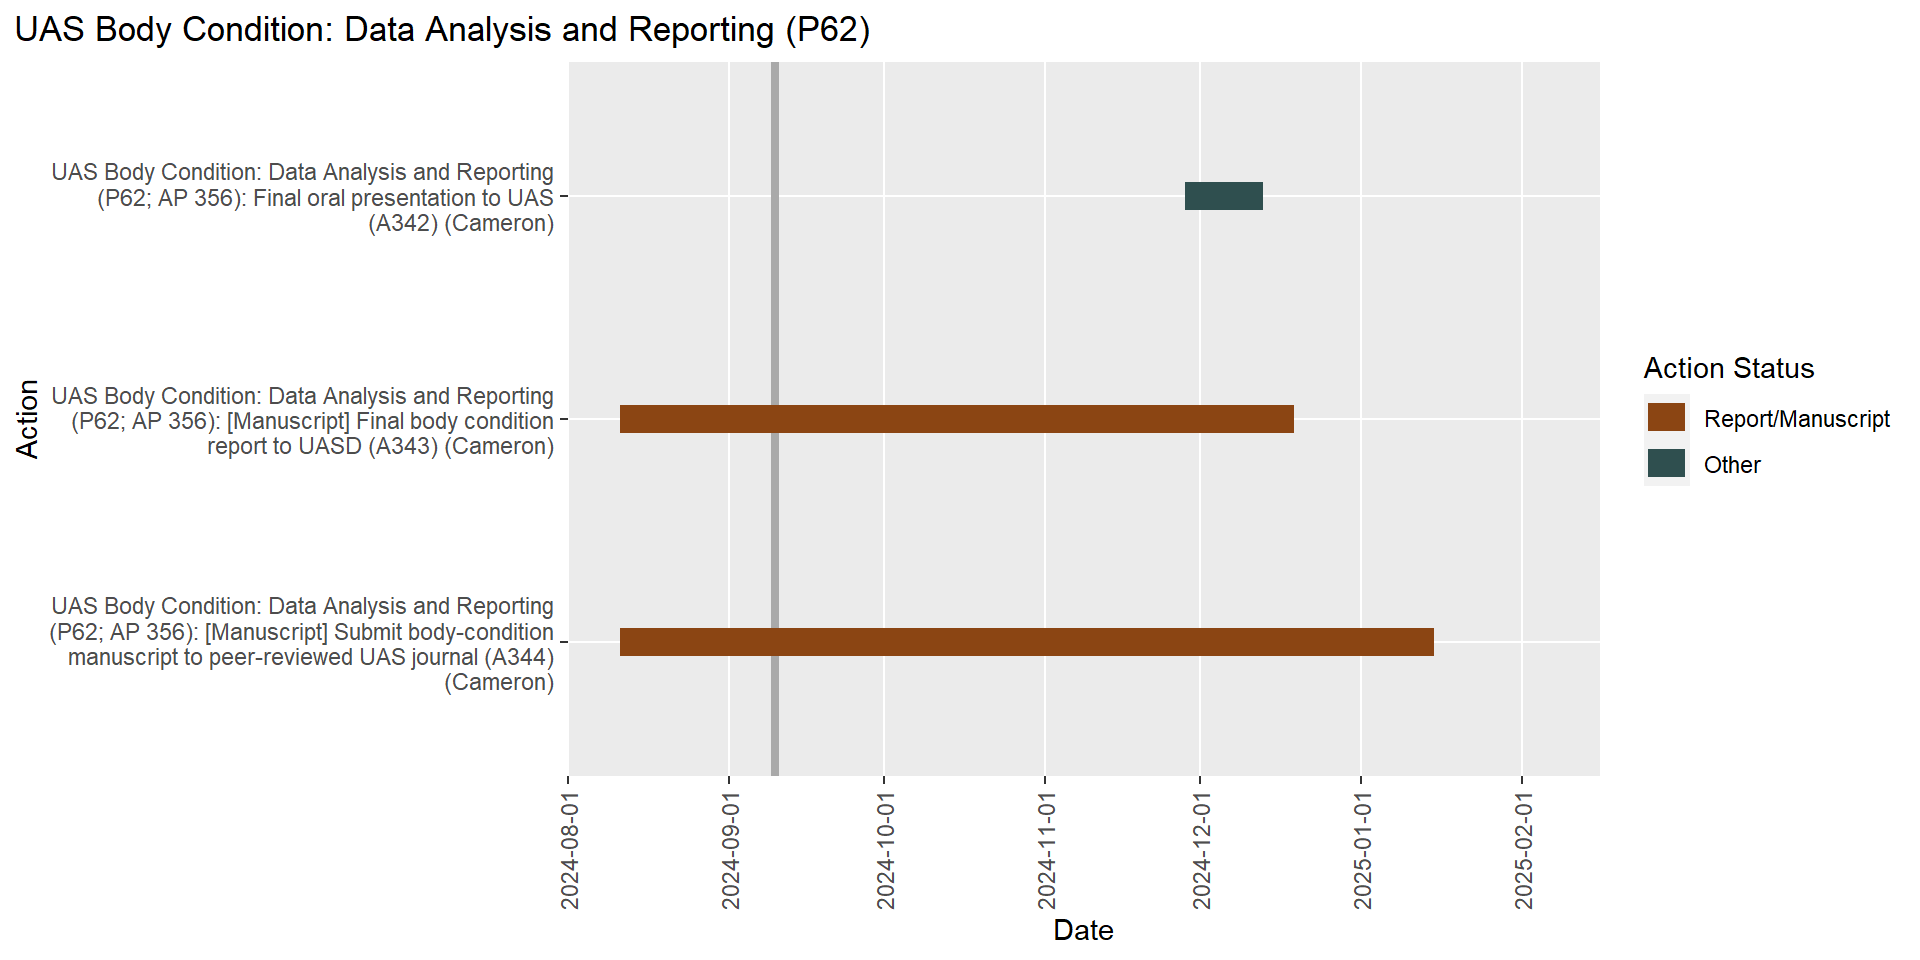 UAS Body Condition: Data Analysis and Reporting (P62)
UAS Body Condition: Data Analysis and Reporting
(P62; AP 356): Final oral presentation to UAS
(A342) (Cameron)
UAS Body Condition: Data Analysis and Reporting
(P62; AP 356): [Manuscript] Final body condition
report to UASD (A343) (Cameron)
UAS Body Condition: Data Analysis and Reporting
(P62; AP 356): [Manuscript] Submit body-condition
manuscript to peer-reviewed UAS journal (A344)
(Cameron)
Action
2024-08-01
2024-09-01
2024-10-01
2024-11-01
2024-12-01
2025-01-01
2025-02-01
Date
Action Status
Report/Manuscript
Other